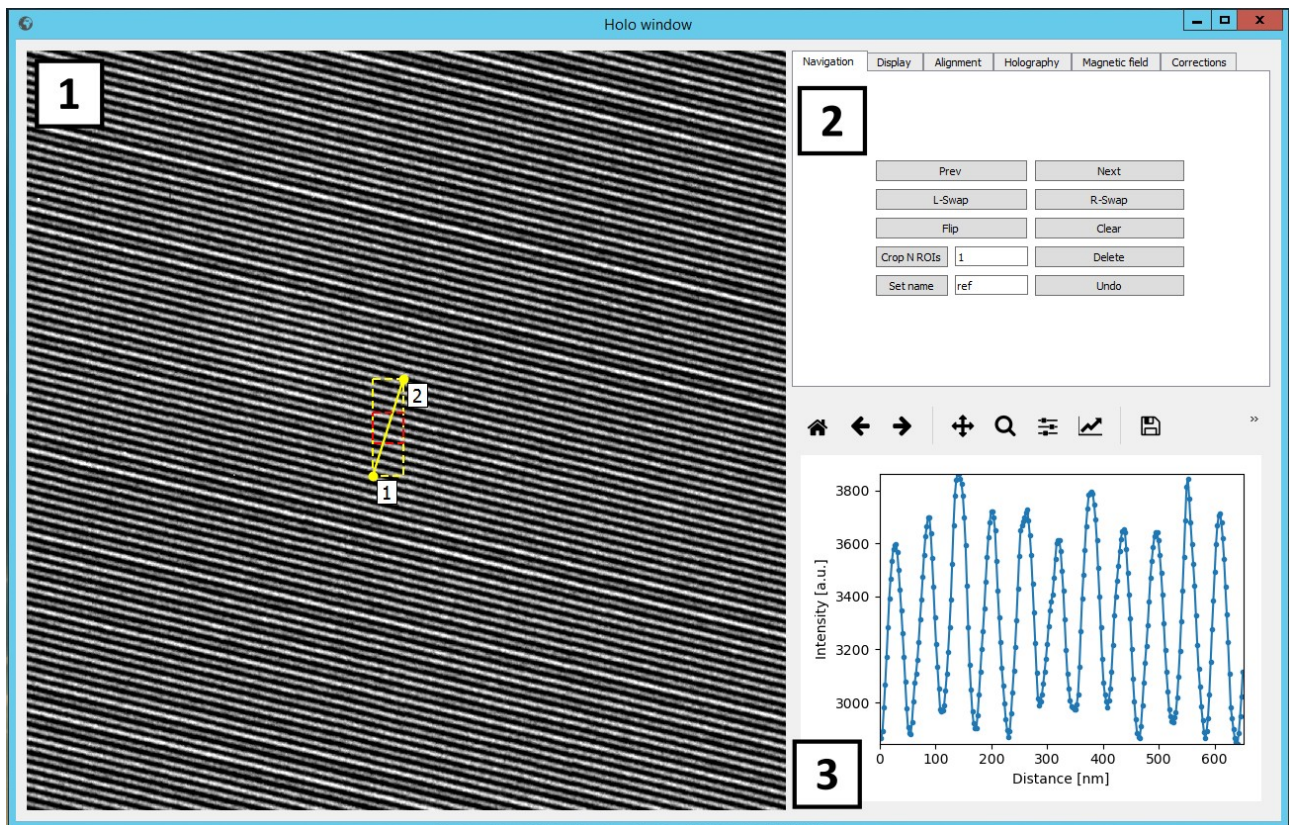 Holo window
1
Navigation Display Alignment Holography Magnetic field Corrections
2
Prev Next
L-Swap R-Swap
Flip Clear
Crop N ROIs 1 Delete
Set name ref Undo
2
1
»
3800
3600
3400
3200
3000
Intensity [a.u.]
0 100 200 300 400 500 600
Distance [nm]
3